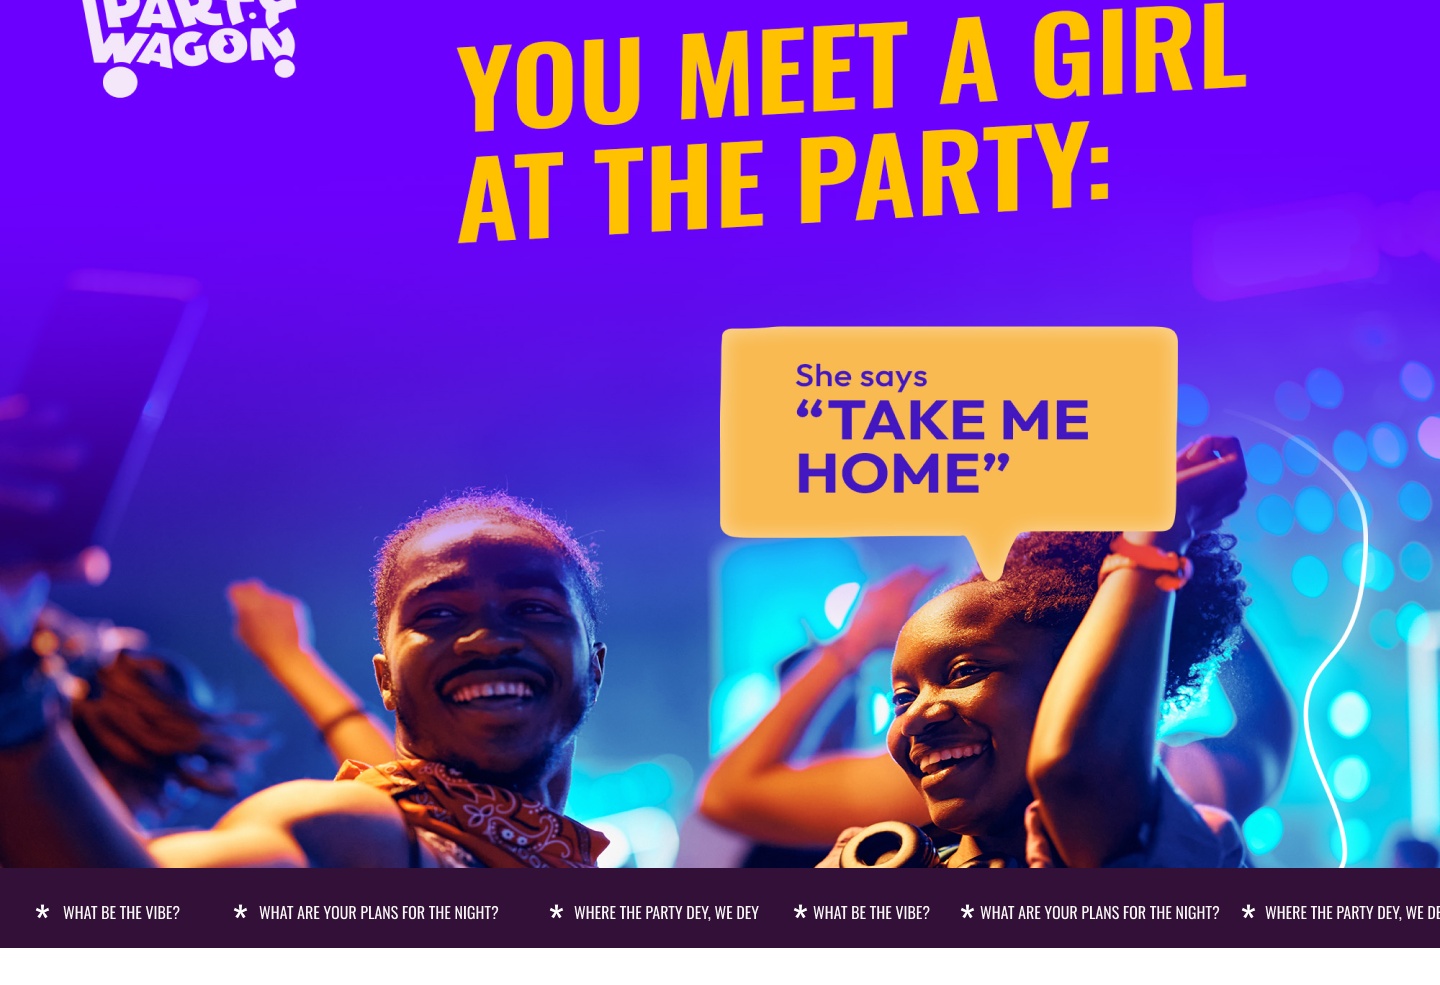 PARTY
WAGON
YOU MEET A GIRL
AT THE PARTY:
She says
“TAKE ME
HOME”
* WHAT BE THE VIBE? * WHAT ARE YOUR PLANS FOR THE NIGHT? * WHERE THE PARTY DEY, WE DEY * WHAT BE THE VIBE? * WHAT ARE YOUR PLANS FOR THE NIGHT? * WHERE THE PARTY DEY, WE DE